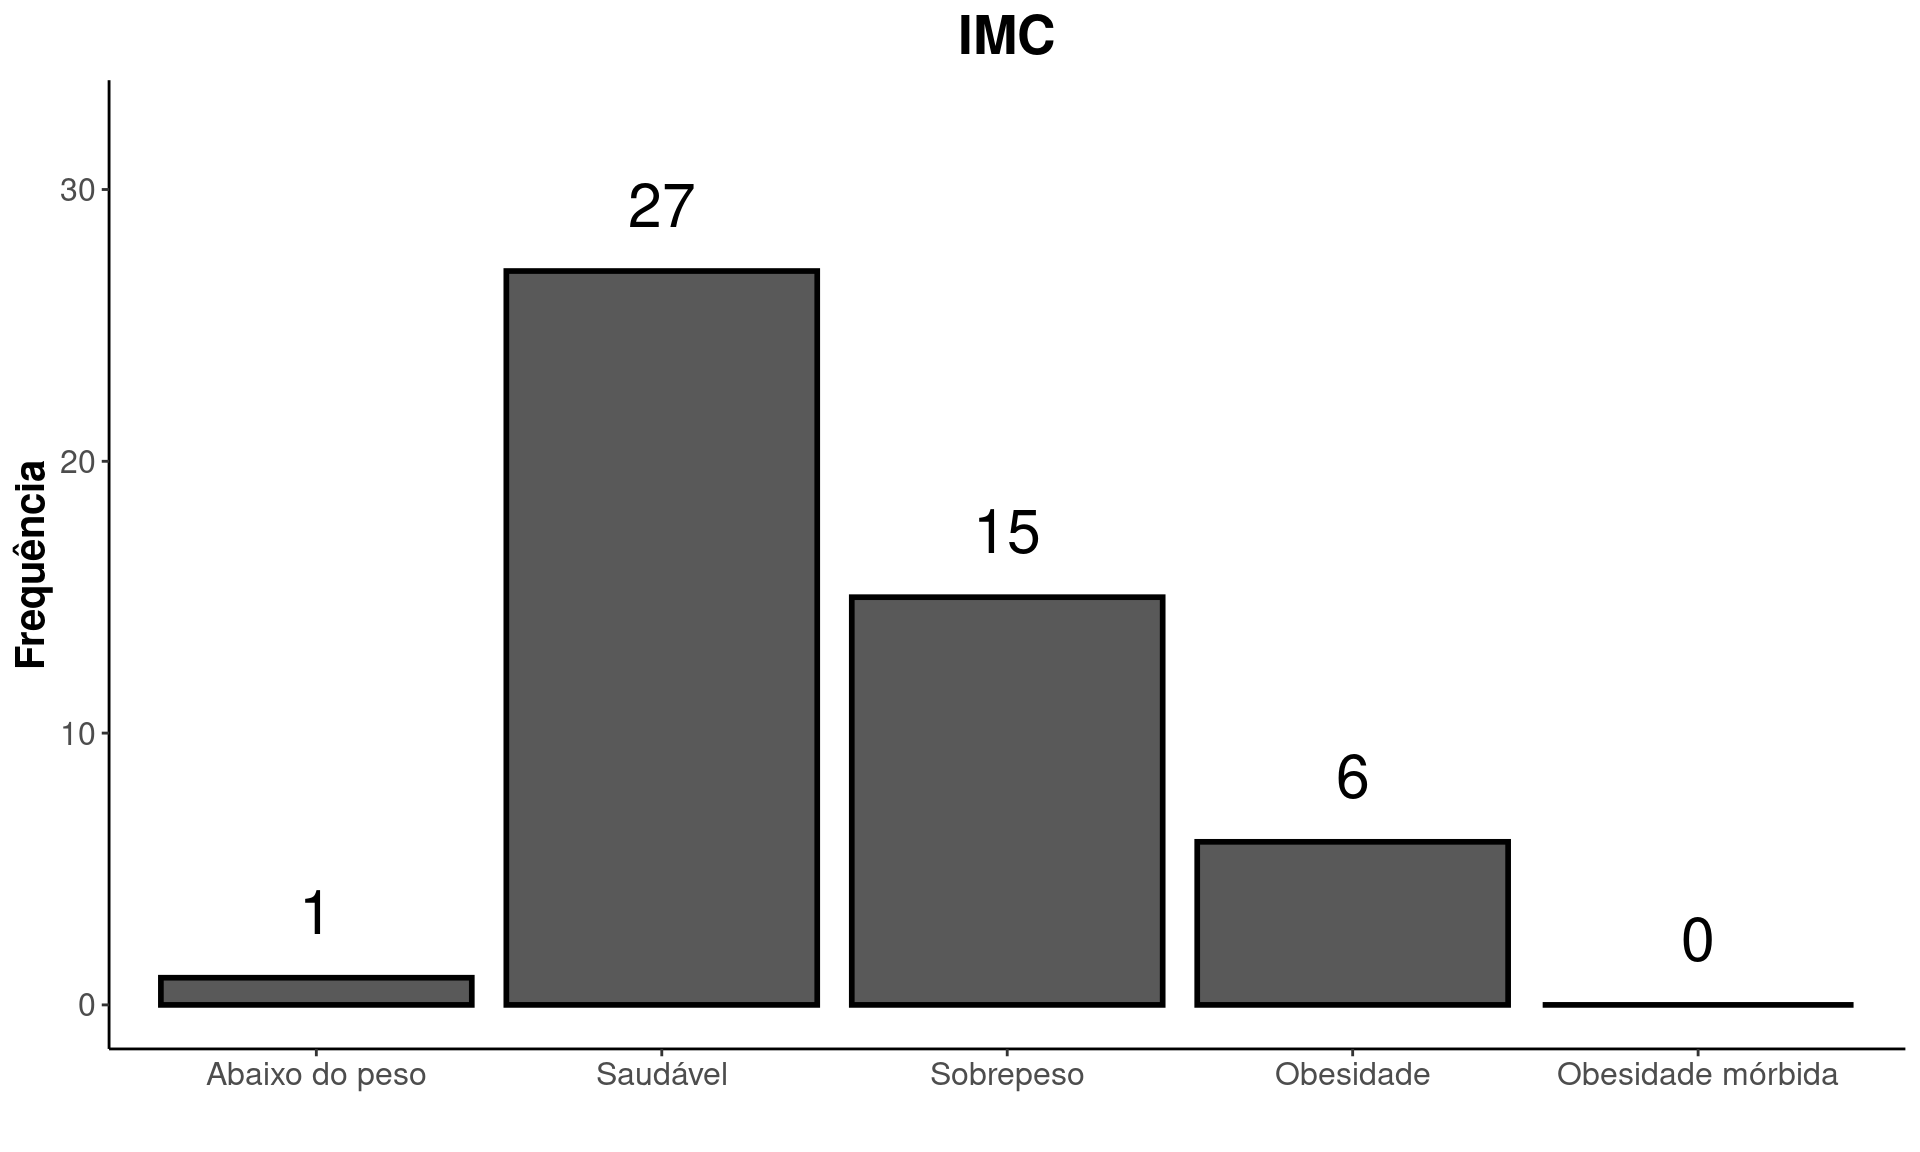 IMC
Frequência
30
20
10
0
1
27
15
6
0
Abaixo do peso
Saudável
Sobrepeso
Obesidade
Obesidade mórbida